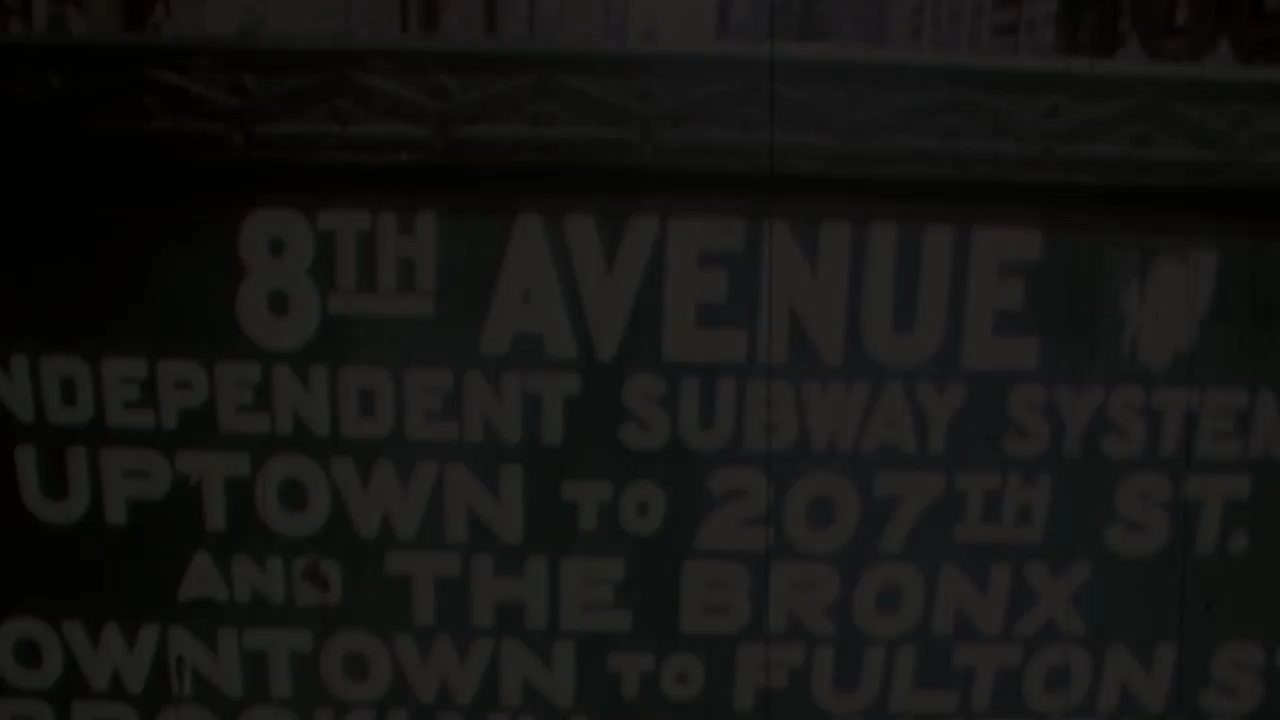 8TH AVENUE
NDEPENDENT SUBWAY SYSTEM
UPTOWN TO 207TH ST.
AND THE BRONX
OWNTOWN TO FULTON S